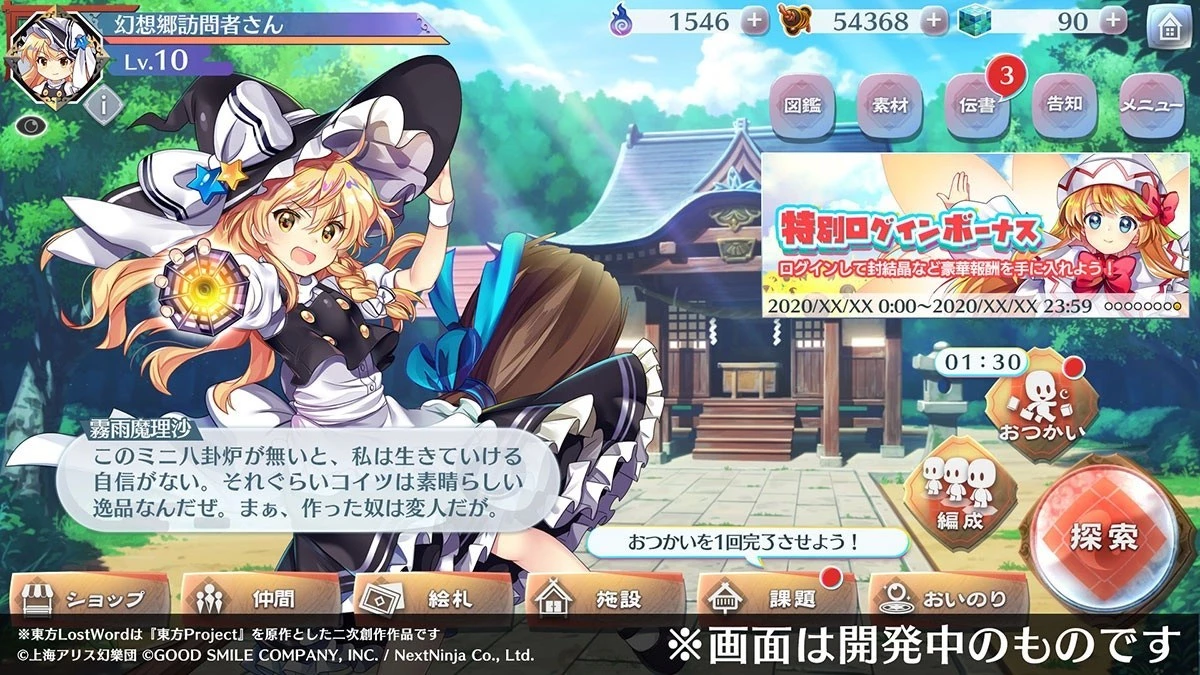 幻想郷訪問者さん
Lv.10
1546
54368
90
図鑑
素材
伝書
3
告知
メニュー
特別ログインボーナス
ログインして封結晶など豪華報酬を手に入れよう！
2020/XX/XX 0:00～2020/XX/XX 23:59
01：30
おつかい
編成
探索
霧雨魔理沙
このミニ八卦炉が無いと、私は生きていける
自信がない。それぐらいコイツは素晴らしい
逸品なんだぜ。まぁ、作った奴は変人だが。
おつかいを1回完了させよう！
ショップ
仲間
絵札
施設
課題
おいのり
※東方LostWordは『東方Project』を原作とした二次創作作品です
©上海アリス幻樂団 ©GOOD SMILE COMPANY, INC. / NextNinja Co., Ltd.
※画面は開発中のものです